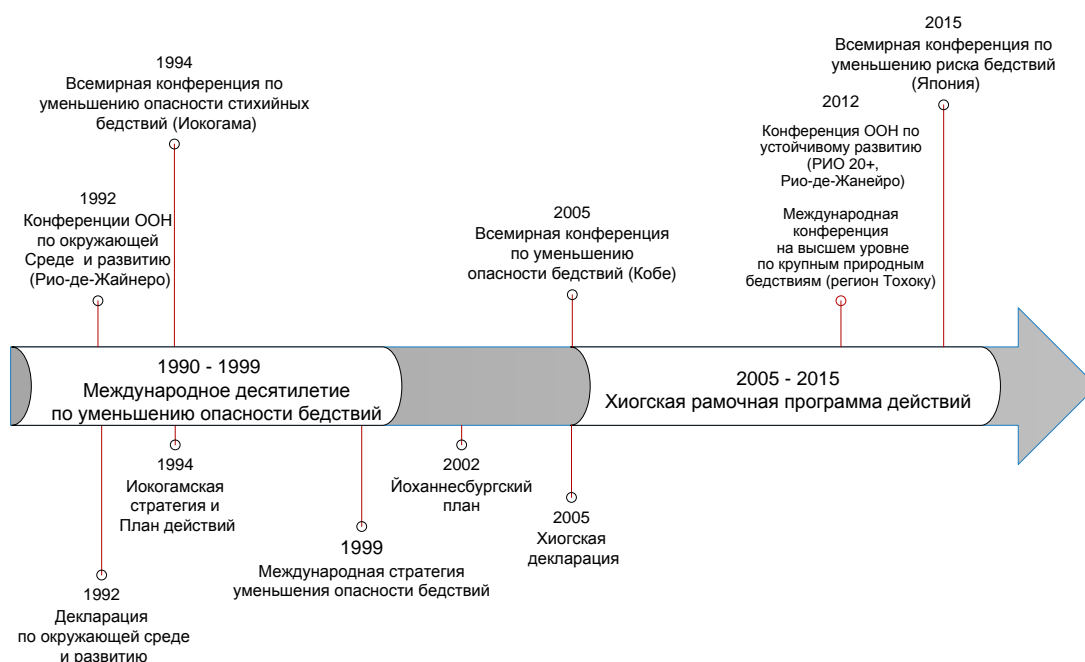 1994
Всемирная конференция по
уменьшению опасности стихийных
бедствий (Иокогама)
2015
Всемирная конференция по
уменьшению риска бедствий
(Япония)
2012
Конференция ООН по
устойчивому развитию
(РИО 20+,
Рио-де-Жанейро)
Международная
конференция
на высшем уровне
по крупным природным
бедствиям (регион Тохоку)
1992
Конференции ООН
по окружающей
Среде и развитию
(Рио-де-Жайнеро)
2005
Всемирная конференция
по уменьшению
опасности бедствий (Кобе)
1990 - 1999
Международное десятилетие
по уменьшению опасности бедствий
2005 - 2015
Хиогская рамочная программа действий
1994
Иокогамская
стратегия и
План действий
2002
Йоханнесбургский
план
2005
Хиогская
декларация
1999
Международная стратегия
уменьшения опасности бедствий
1992
Декларация
по окружающей среде
и развитию